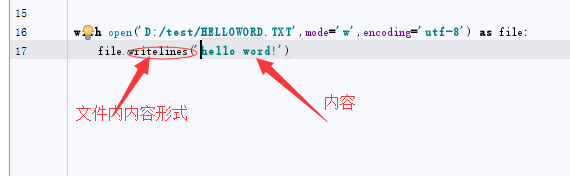 15
16 with open('D:/test/HELLOWORD.TXT',mode='w',encoding='utf-8') as file:
17 file.writelines('hello word!')
文件内内容形式
内容